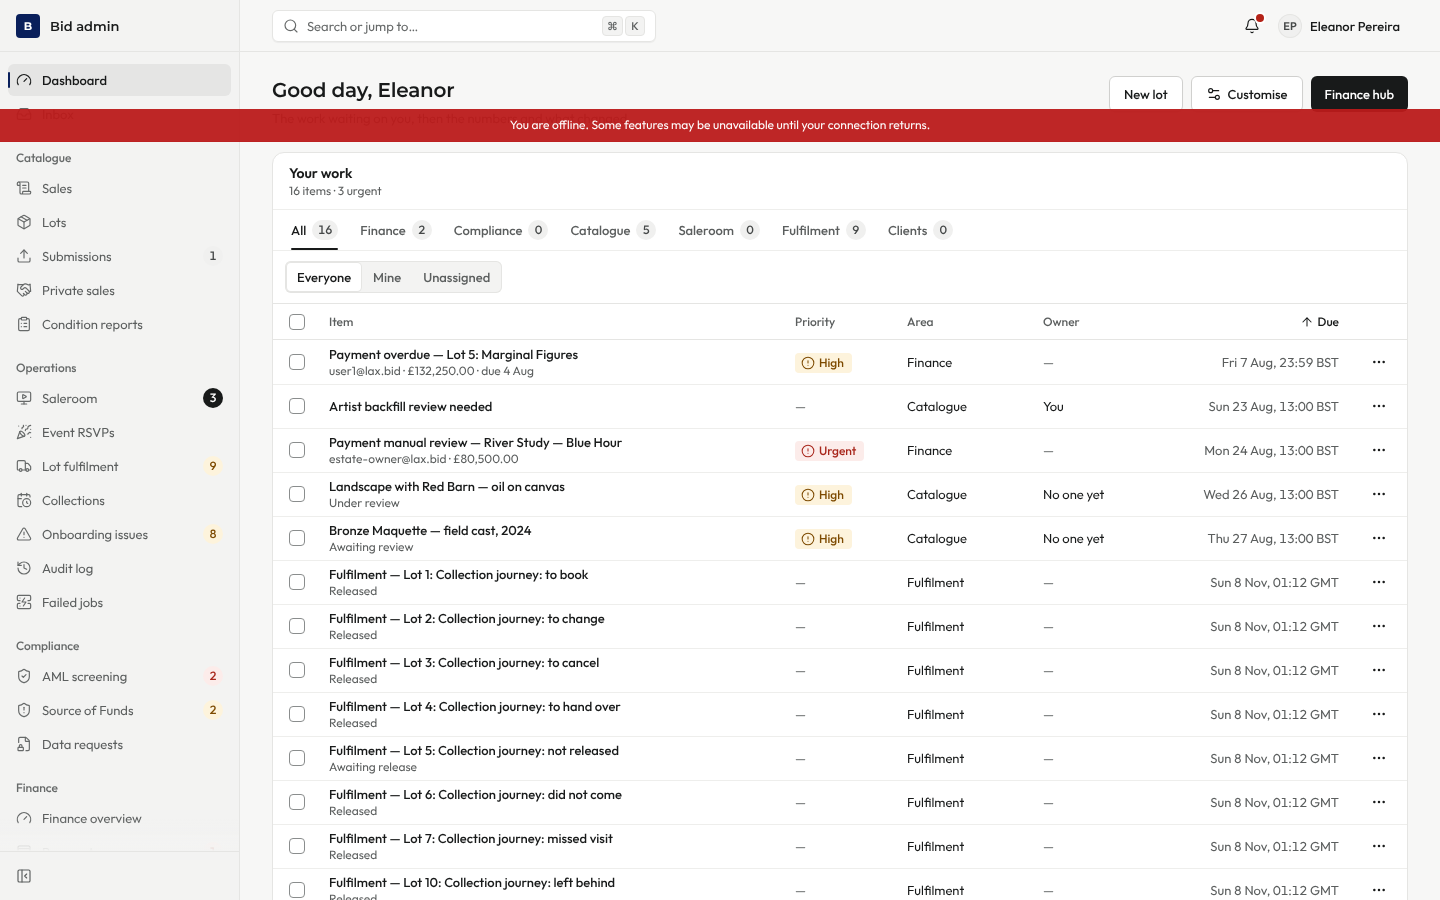 B Bid admin
Search or jump to...
⌘ K
EP Eleanor Pereira
Dashboard
Inbox
Good day, Eleanor
New lot
Customise
Finance hub
You are offline. Some features may be unavailable until your connection returns.
Catalogue
Sales
Lots
Submissions 1
Private sales
Condition reports
Operations
Saleroom 3
Event RSVPs
Lot fulfilment 9
Collections
Onboarding issues 8
Audit log
Failed jobs
Compliance
AML screening 2
Source of Funds 2
Data requests
Finance
Finance overview
Your work
16 items · 3 urgent
All 16 Finance 2 Compliance 0 Catalogue 5 Saleroom 0 Fulfilment 9 Clients 0
Everyone Mine Unassigned
Item Priority Area Owner ↑ Due
Payment overdue — Lot 5: Marginal Figures
user1@lax.bid · £132,250.00 · due 4 Aug
High Finance — Fri 7 Aug, 23:59 BST
Artist backfill review needed — Catalogue You Sun 23 Aug, 13:00 BST
Payment manual review — River Study — Blue Hour
estate-owner@lax.bid · £80,500.00
Urgent Finance — Mon 24 Aug, 13:00 BST
Landscape with Red Barn — oil on canvas
Under review
High Catalogue No one yet Wed 26 Aug, 13:00 BST
Bronze Maquette — field cast, 2024
Awaiting review
High Catalogue No one yet Thu 27 Aug, 13:00 BST
Fulfilment — Lot 1: Collection journey: to book
Released
— Fulfilment — Sun 8 Nov, 01:12 GMT
Fulfilment — Lot 2: Collection journey: to change
Released
— Fulfilment — Sun 8 Nov, 01:12 GMT
Fulfilment — Lot 3: Collection journey: to cancel
Released
— Fulfilment — Sun 8 Nov, 01:12 GMT
Fulfilment — Lot 4: Collection journey: to hand over
Released
— Fulfilment — Sun 8 Nov, 01:12 GMT
Fulfilment — Lot 5: Collection journey: not released
Awaiting release
— Fulfilment — Sun 8 Nov, 01:12 GMT
Fulfilment — Lot 6: Collection journey: did not come
Released
— Fulfilment — Sun 8 Nov, 01:12 GMT
Fulfilment — Lot 7: Collection journey: missed visit
Released
— Fulfilment — Sun 8 Nov, 01:12 GMT
Fulfilment — Lot 10: Collection journey: left behind
Released
— Fulfilment — Sun 8 Nov, 01:12 GMT